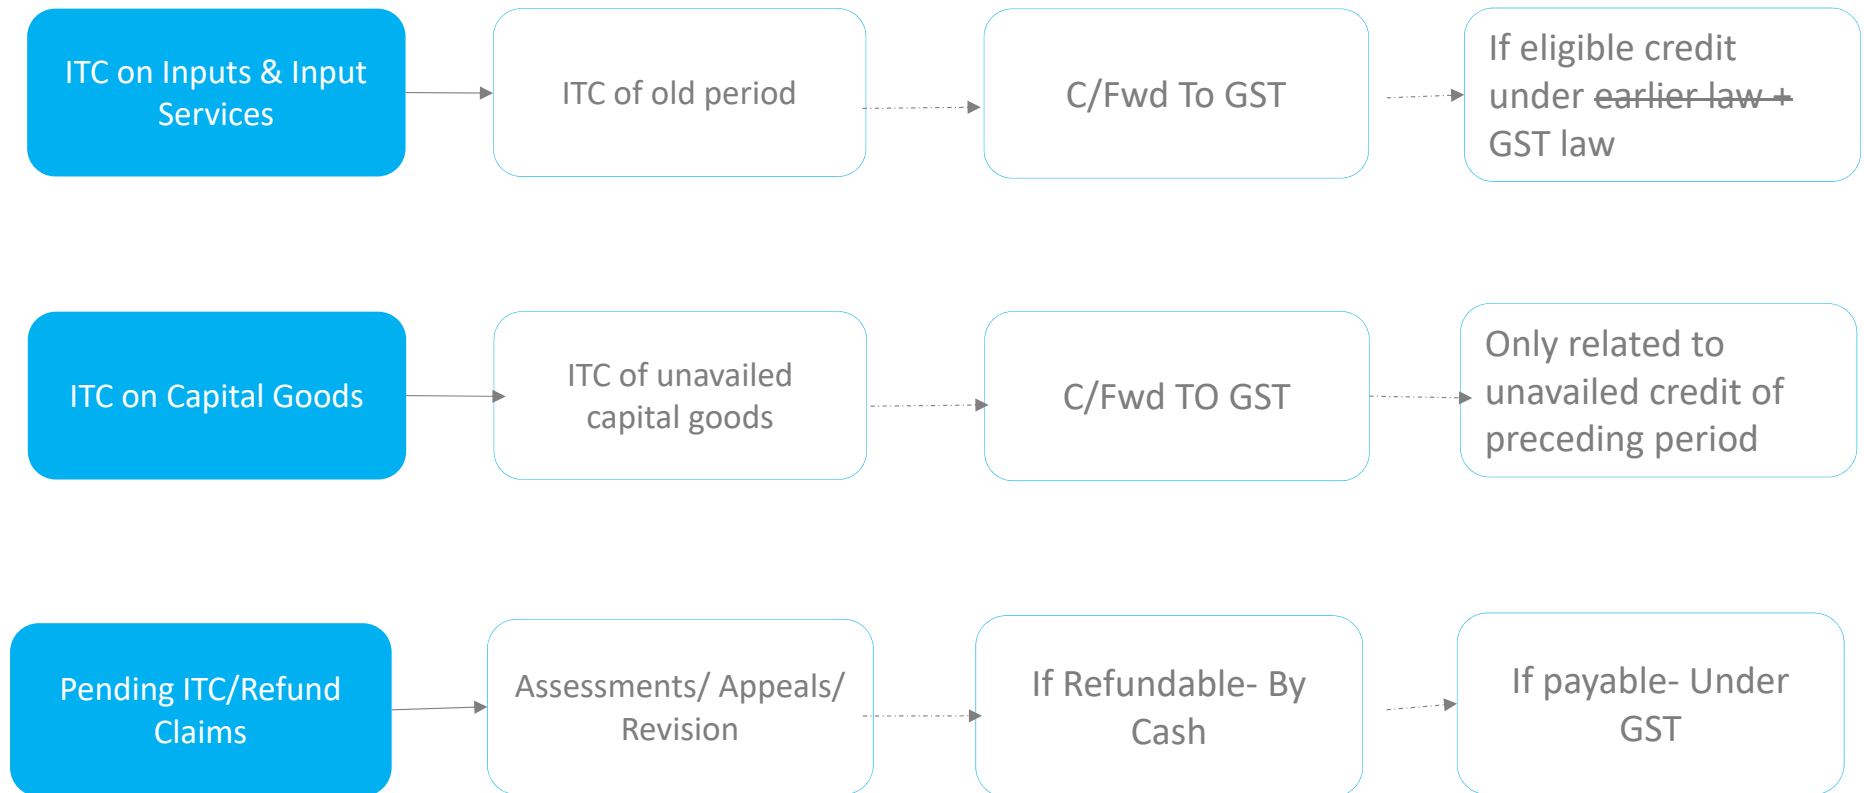 ITC on Inputs & Input
Services
ITC of old period
C/Fwd To GST
If eligible credit
under earlier law +
GST law
ITC on Capital Goods
ITC of unavailed
capital goods
C/Fwd TO GST
Only related to
unavailed credit of
preceding period
Pending ITC/Refund
Claims
Assessments/ Appeals/
Revision
If Refundable- By
Cash
If payable- Under
GST